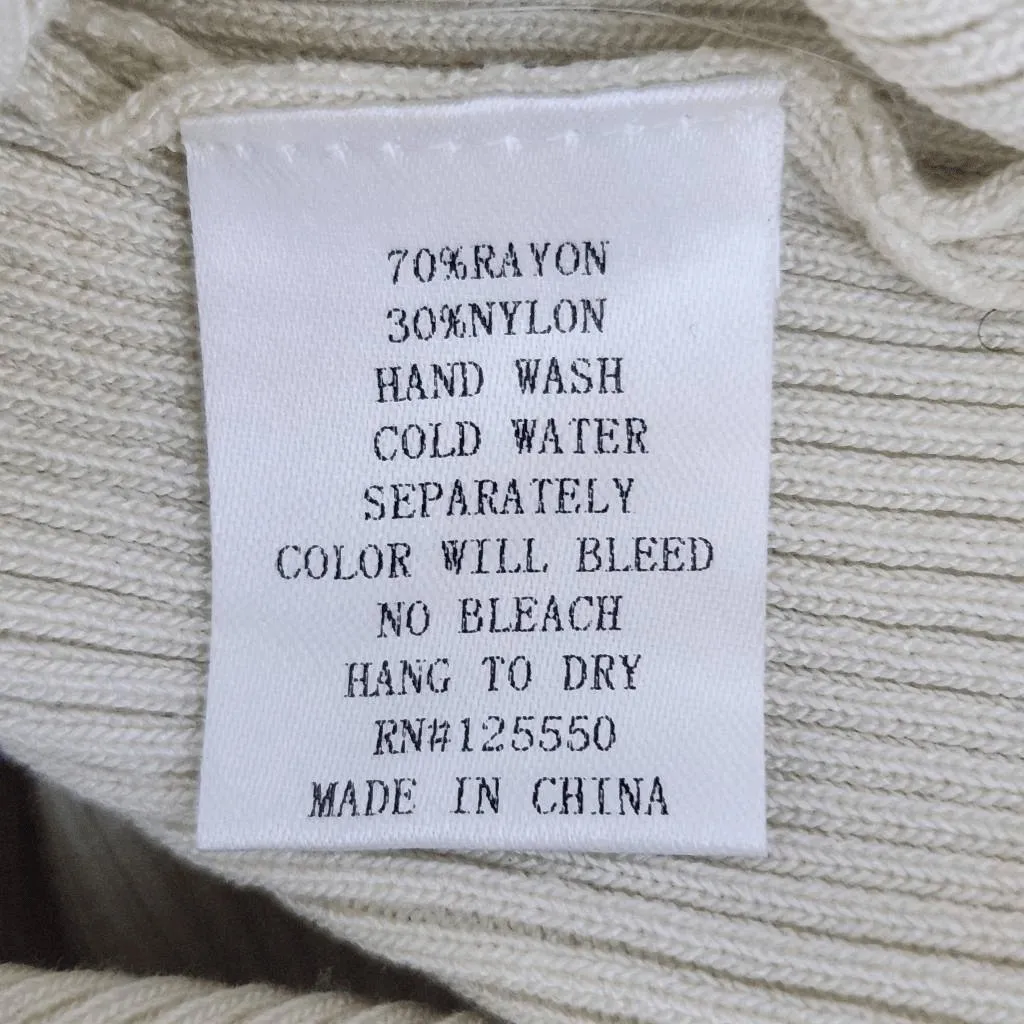 70%RAYON
30%NYLON
HAND WASH
COLD WATER
SEPARATELY
COLOR WILL BLEED
NO BLEACH
HANG TO DRY
RN#125550
MADE IN CHINA